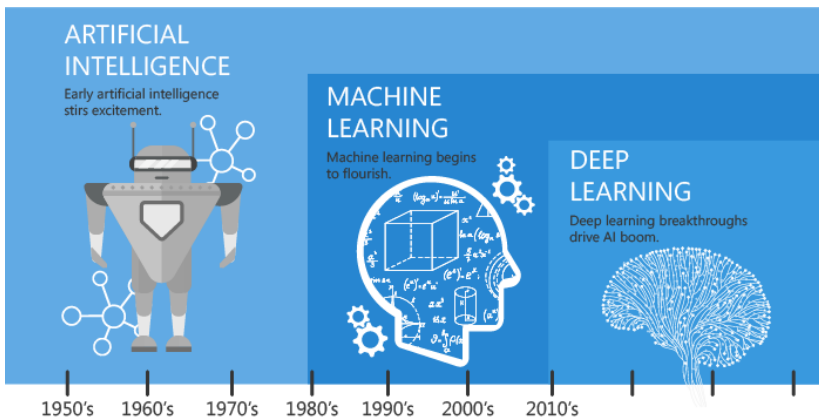 ARTIFICIAL
INTELLIGENCE
Early artificial intelligence
stirs excitement.
MACHINE
LEARNING
Machine learning begins
to flourish.
DEEP
LEARNING
Deep learning breakthroughs
drive AI boom.
1950's 1960's 1970's 1980's 1990's 2000's 2010's